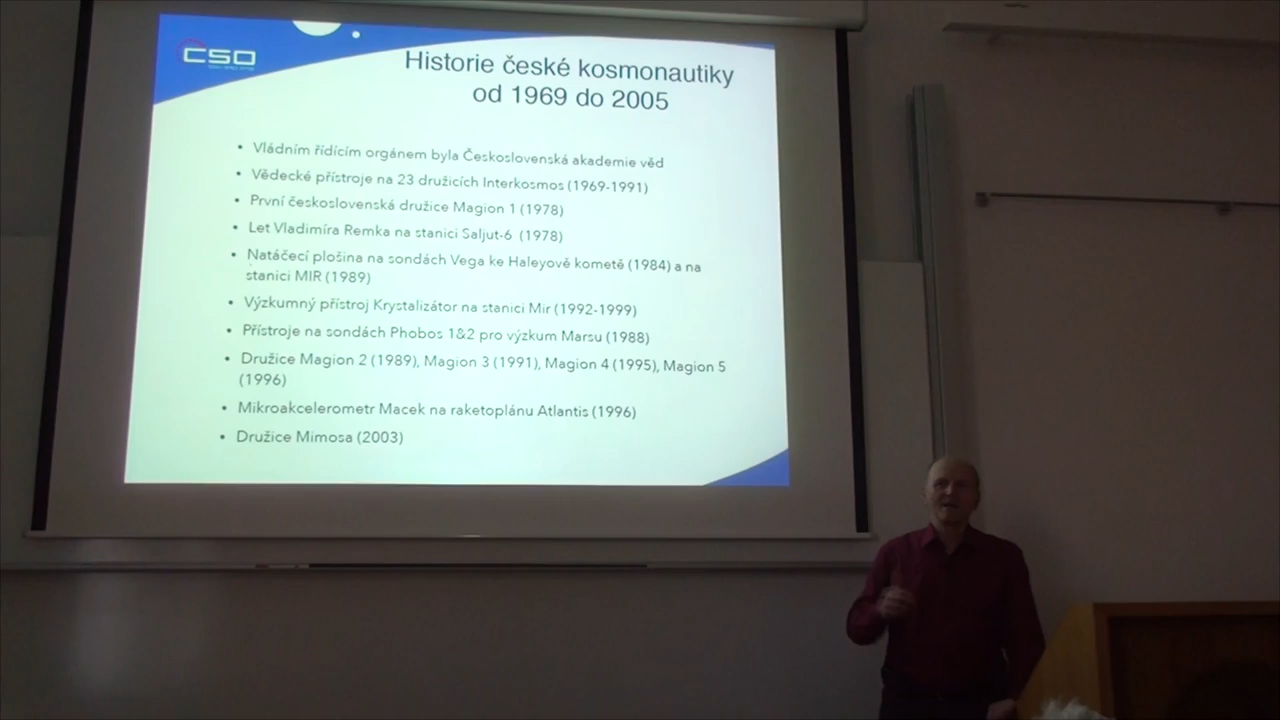 CSO
Historie české kosmonautiky
od 1969 do 2005
• Vládním řídícím orgánem byla Československá akademie věd
• Vědecké přístroje na 23 družicích Interkosmos (1969-1991)
• První československá družice Magion 1 (1978)
• Let Vladimíra Remka na stanici Saljut-6 (1978)
• Natáčecí plošina na sondách Vega ke Haleyově kometě (1984) a na
stanici MIR (1989)
• Výzkumný přístroj Krystalizátor na stanici Mir (1992-1999)
• Přístroje na sondách Phobos 1&2 pro výzkum Marsu (1988)
• Družice Magion 2 (1989), Magion 3 (1991), Magion 4 (1995), Magion 5
(1996)
• Mikroakcelerometr Macek na raketoplánu Atlantis (1996)
• Družice Mimosa (2003)